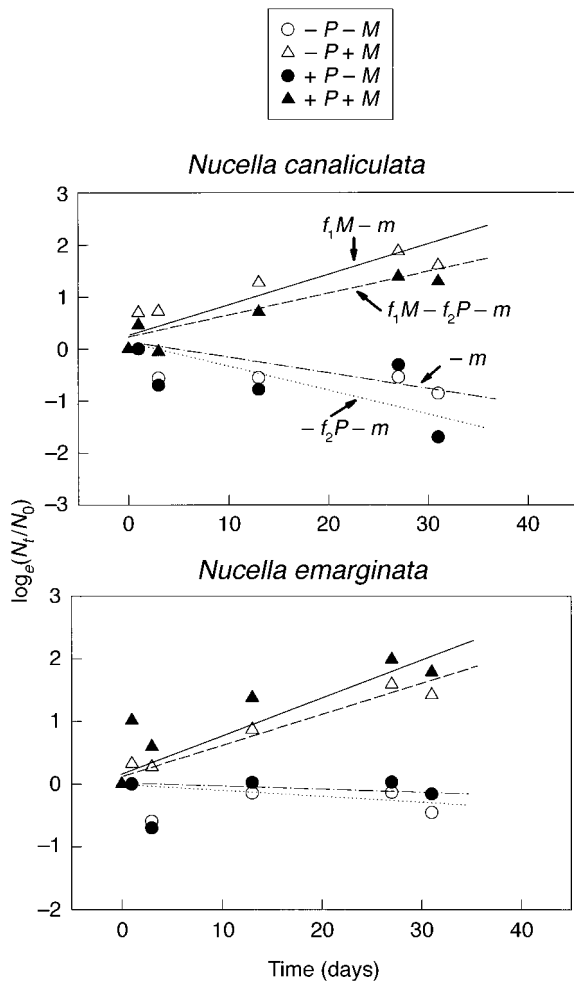 − P − M
− P + M
+ P − M
+ P + M
Nucella canaliculata
3
2
1
0
−1
−2
−3
f₁M − m
f₁M − f₂P − m
− m
− f₂P − m
0 10 20 30 40
logₑ(Nₜ/N₀)
Nucella emarginata
3
2
1
0
−1
−2
0 10 20 30 40
Time (days)